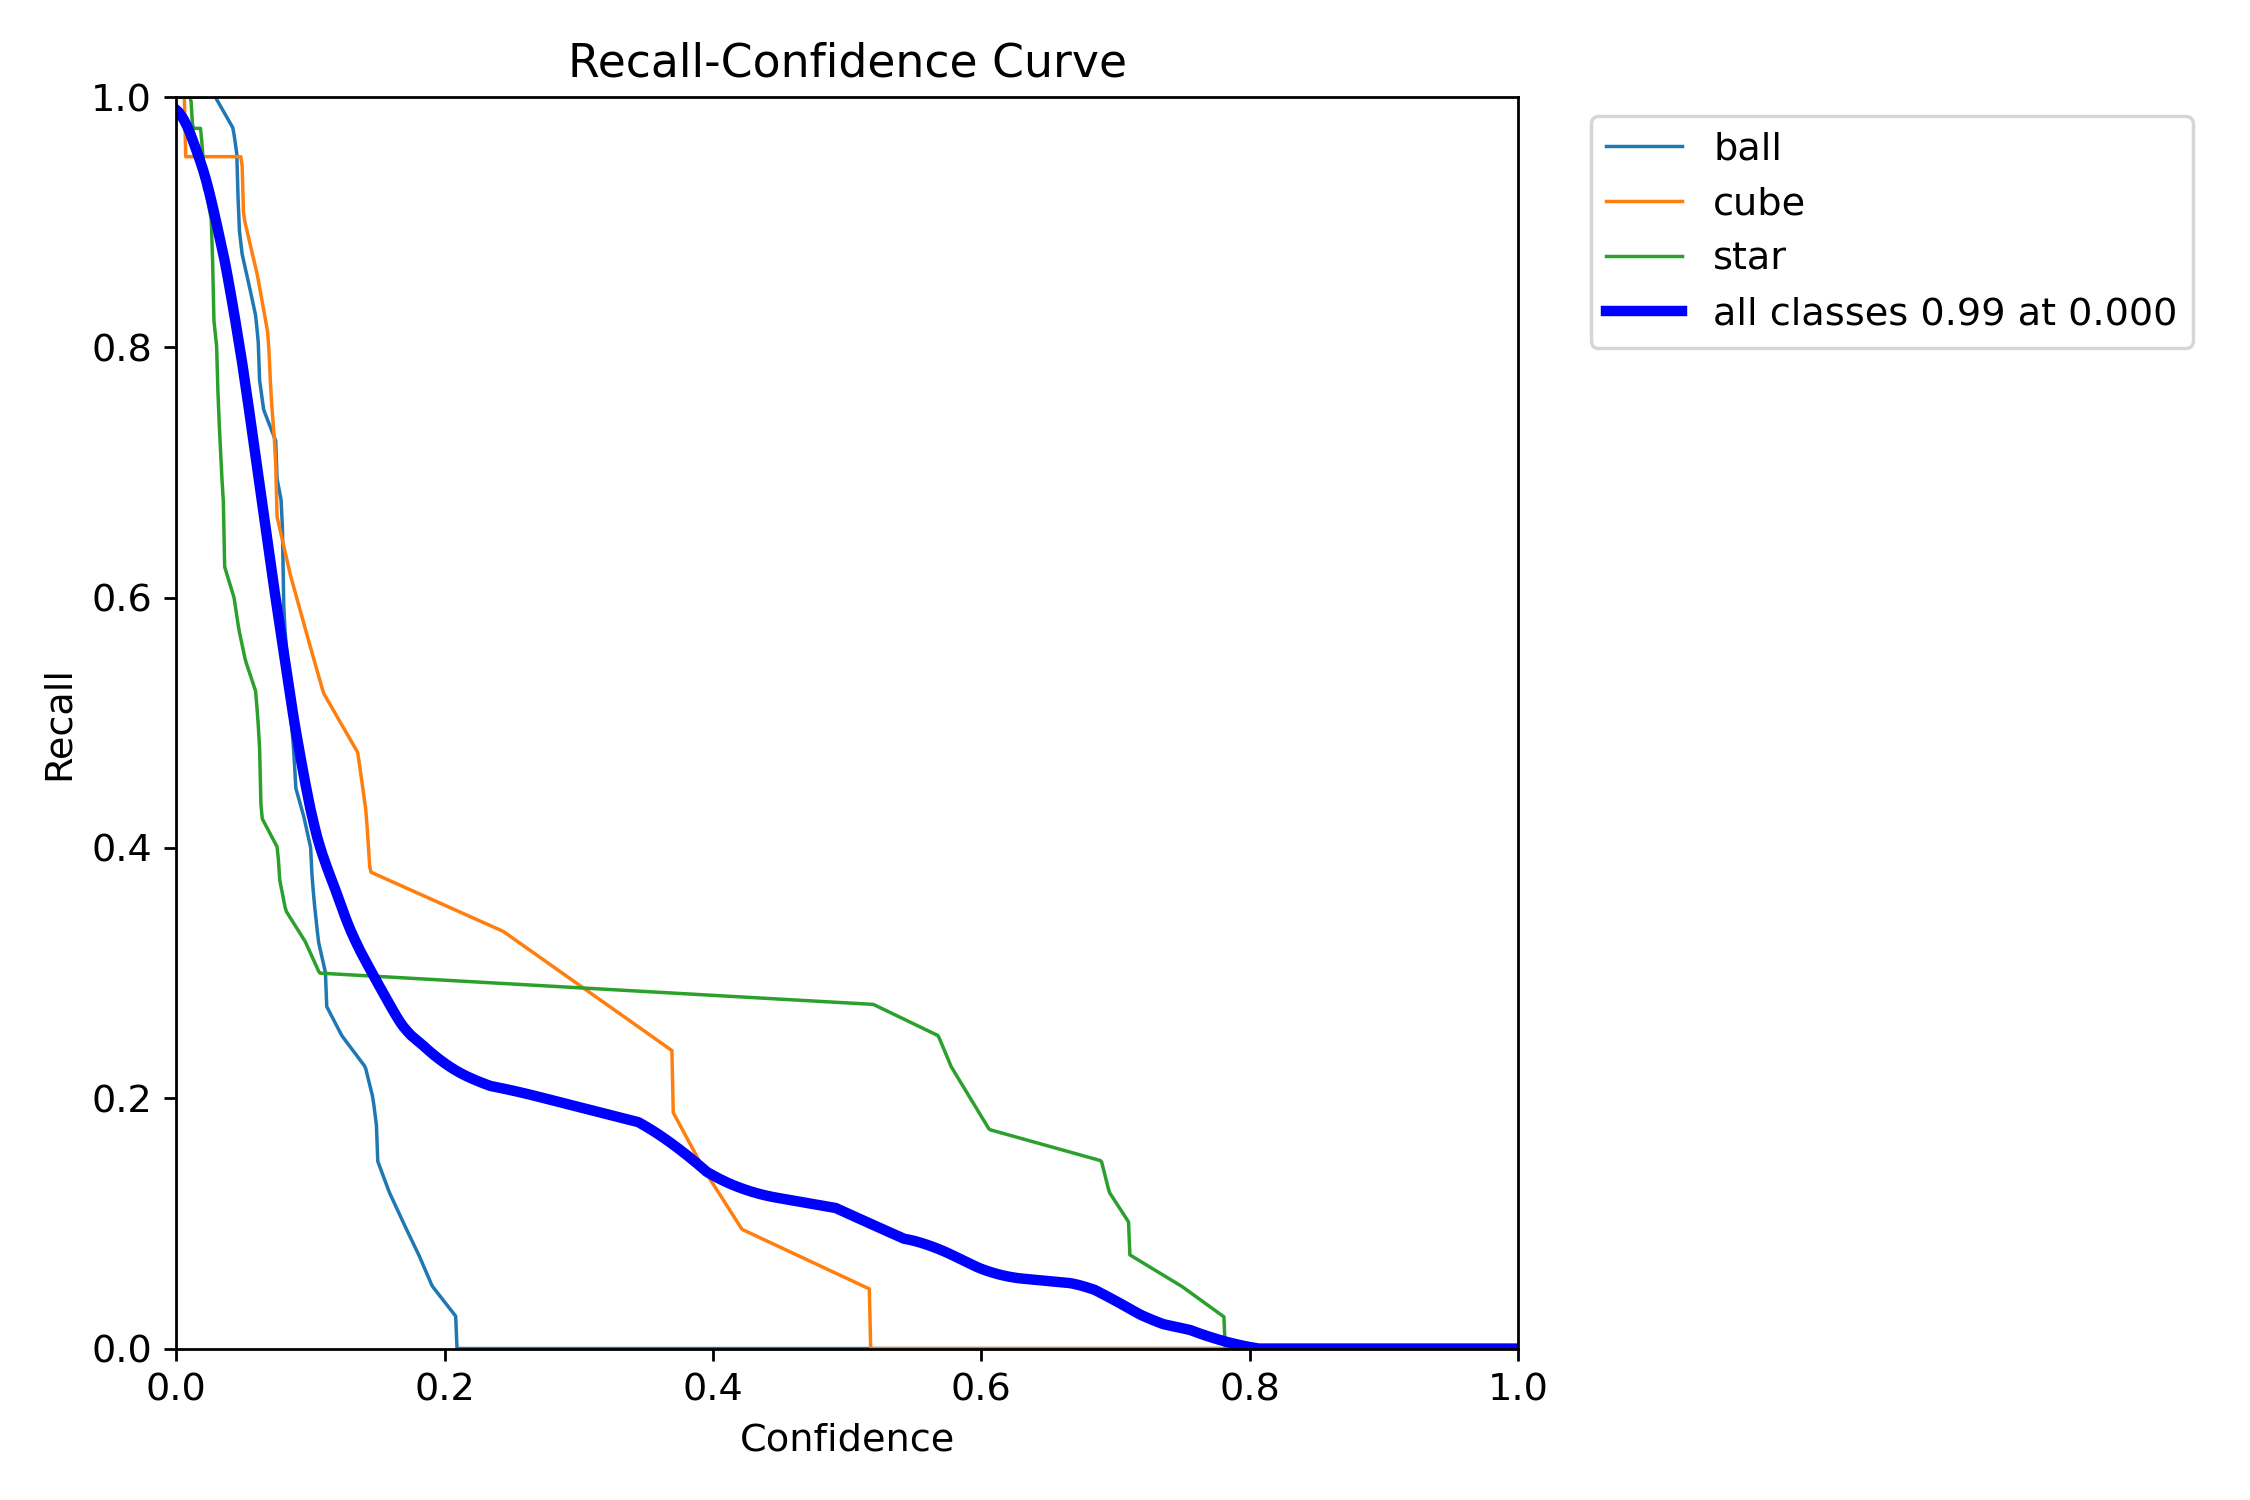 Recall-Confidence Curve
1.0
0.8
0.6
0.4
0.2
0.0
Recall
0.0 0.2 0.4 0.6 0.8 1.0
Confidence
ball
cube
star
all classes 0.99 at 0.000